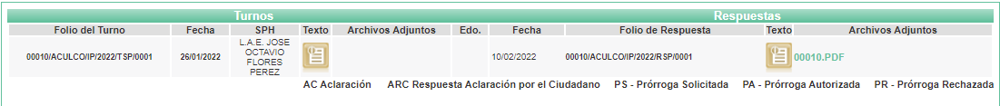 Turnos Respuestas
Folio del Turno Fecha SPH Texto Archivos Adjuntos Edo. Fecha Folio de Respuesta Texto Archivos Adjuntos
00010/ACULCO/IP/2022/TSP/0001 26/01/2022 L.A.E. JOSE
OCTAVIO
FLORES
PEREZ
10/02/2022 00010/ACULCO/IP/2022/RSP/0001 00010.PDF
AC Aclaración ARC Respuesta Aclaración por el Ciudadano PS - Prórroga Solicitada PA - Prórroga Autorizada PR - Prórroga Rechazada